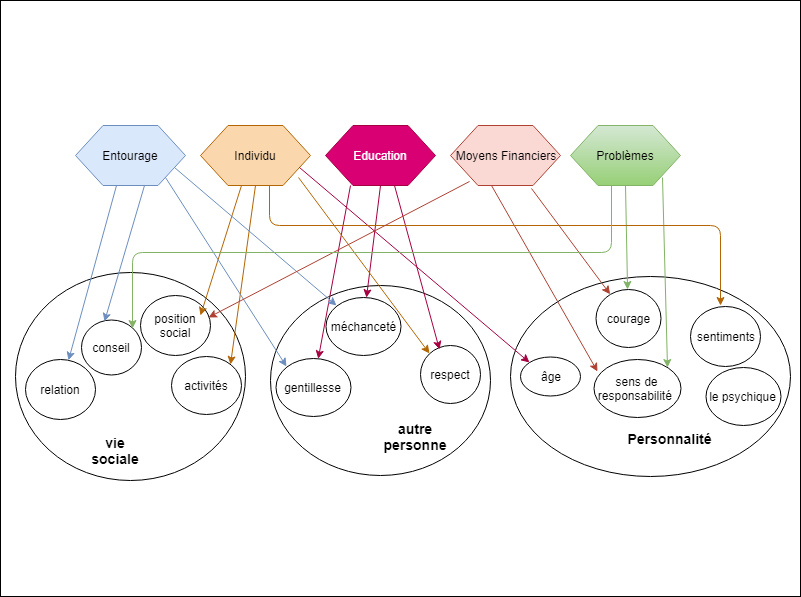 Entourage
Individu
Education
Moyens Financiers
Problèmes
position
social
conseil
relation
activités
vie
sociale
méchanceté
gentillesse
respect
autre
personne
courage
sentiments
âge
sens de
responsabilité
le psychique
Personnalité